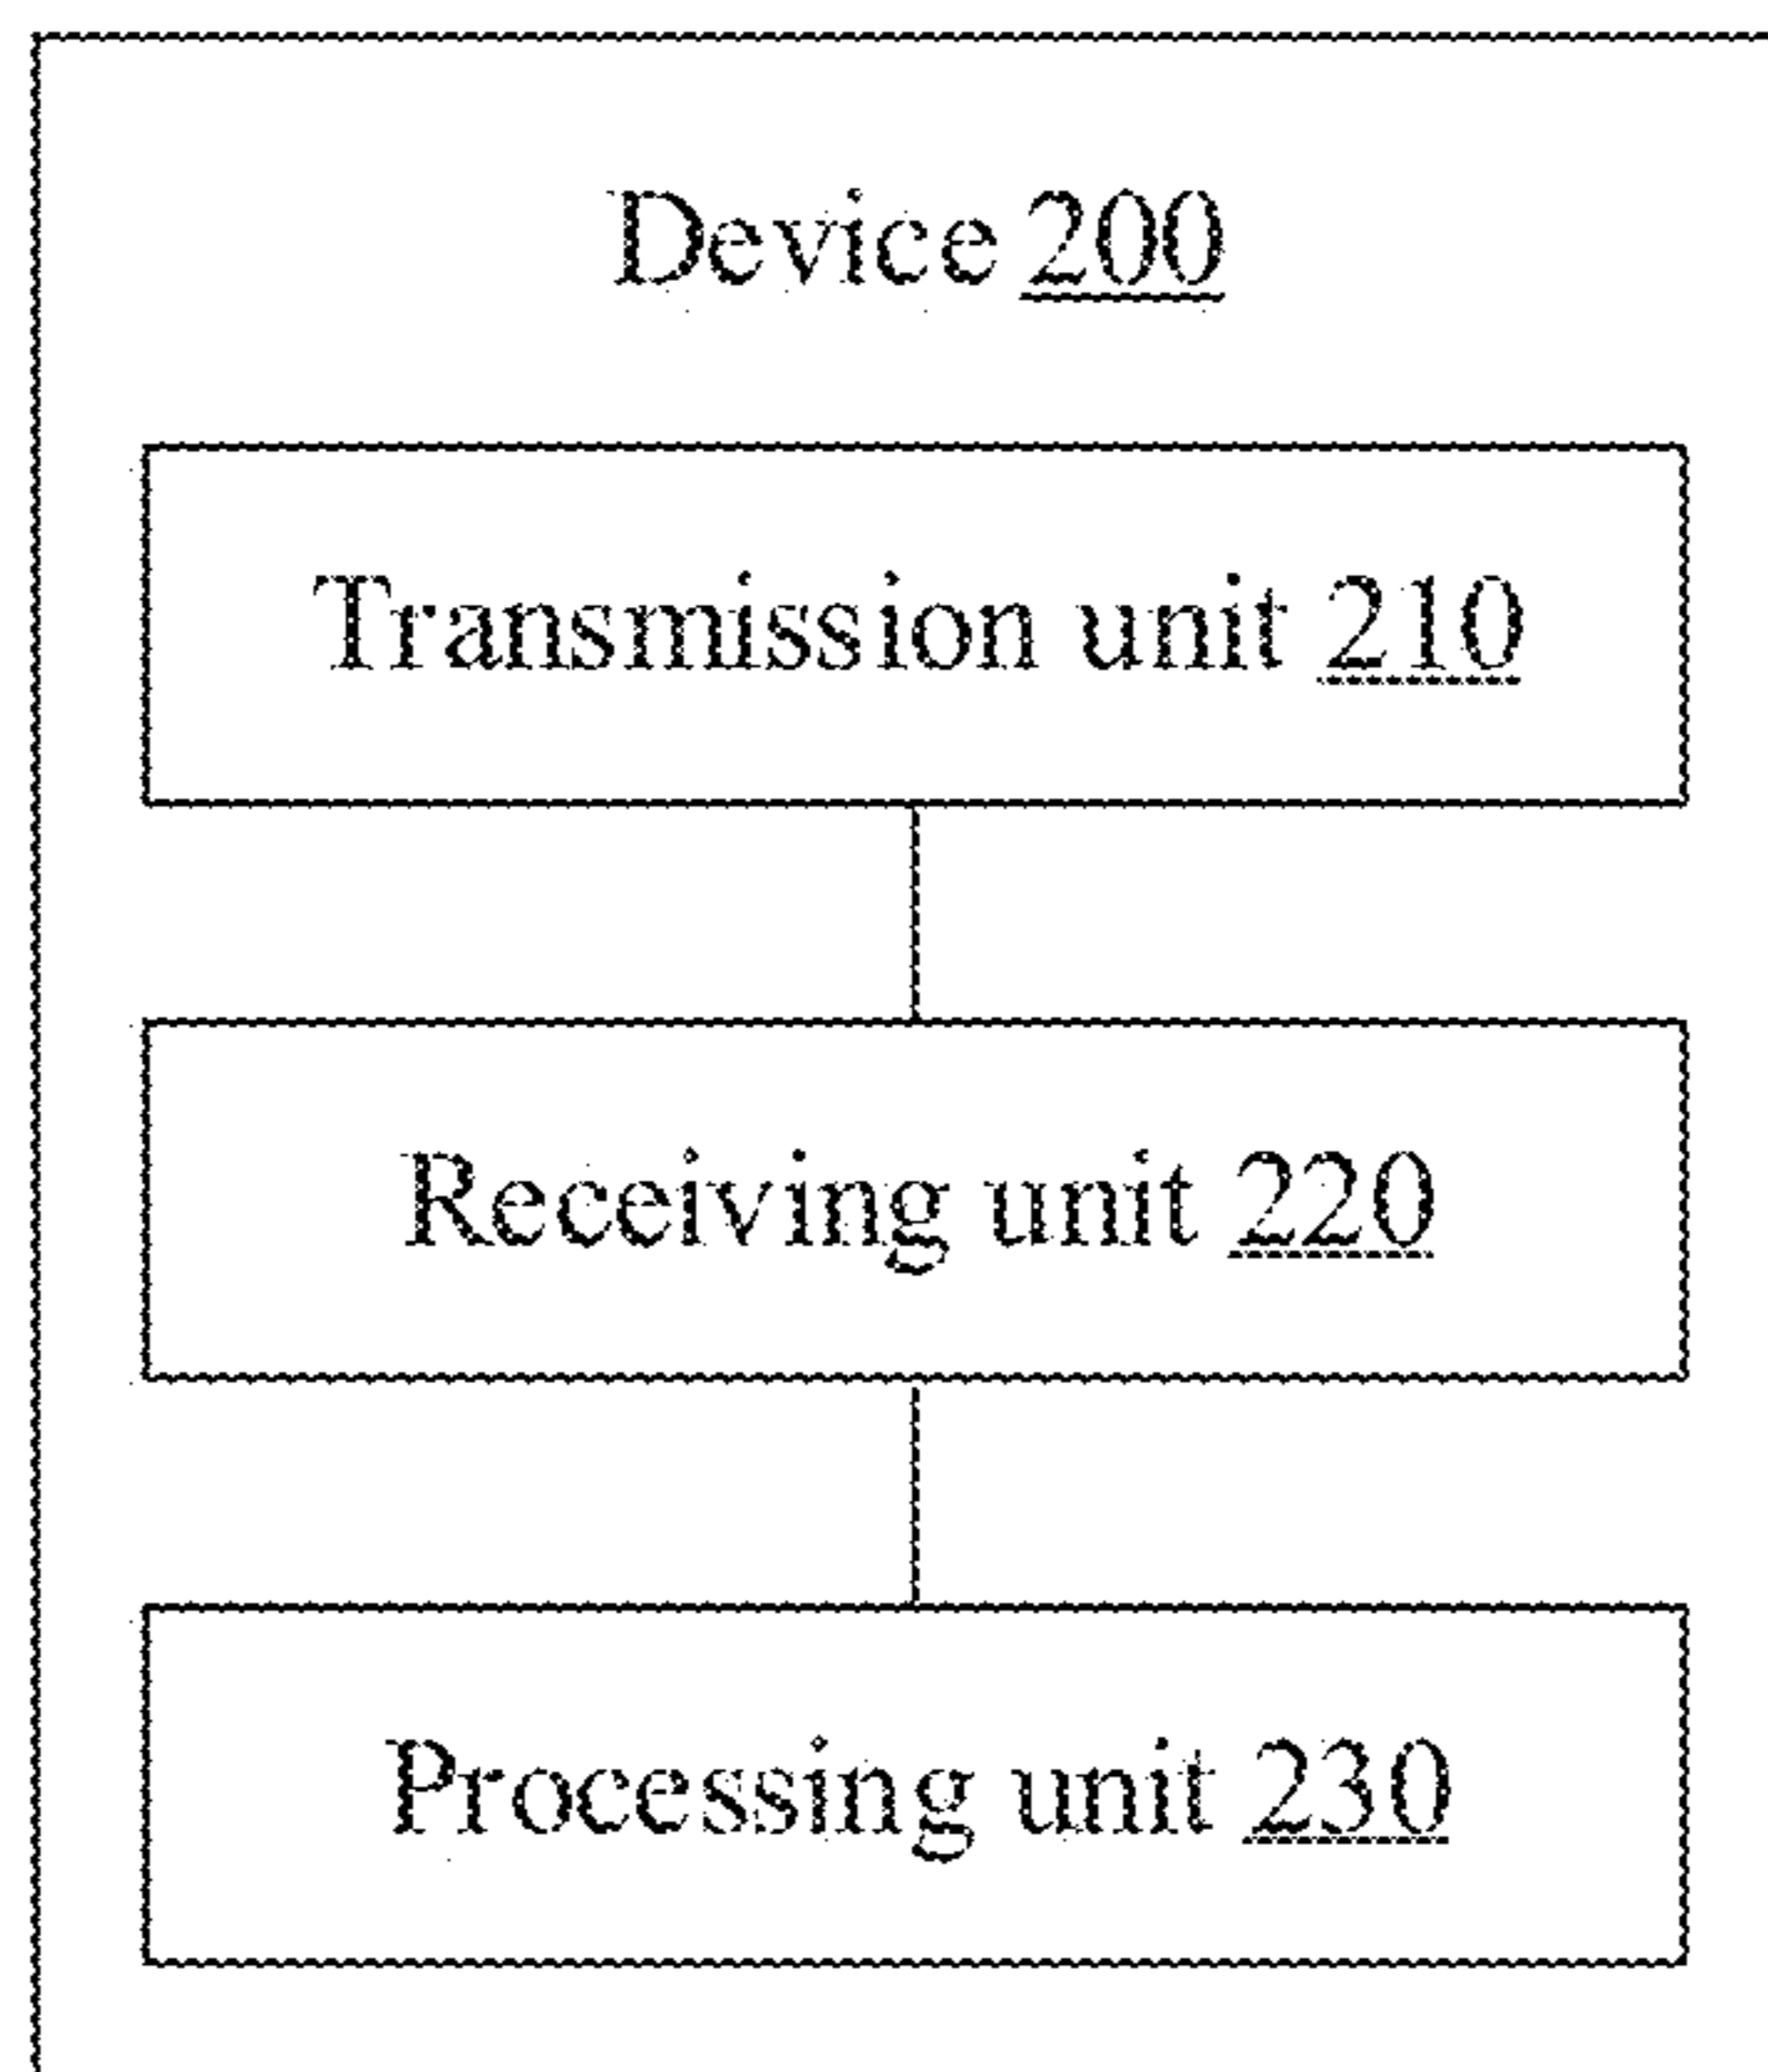 Device 200
Transmission unit 210
Receiving unit 220
Processing unit 230